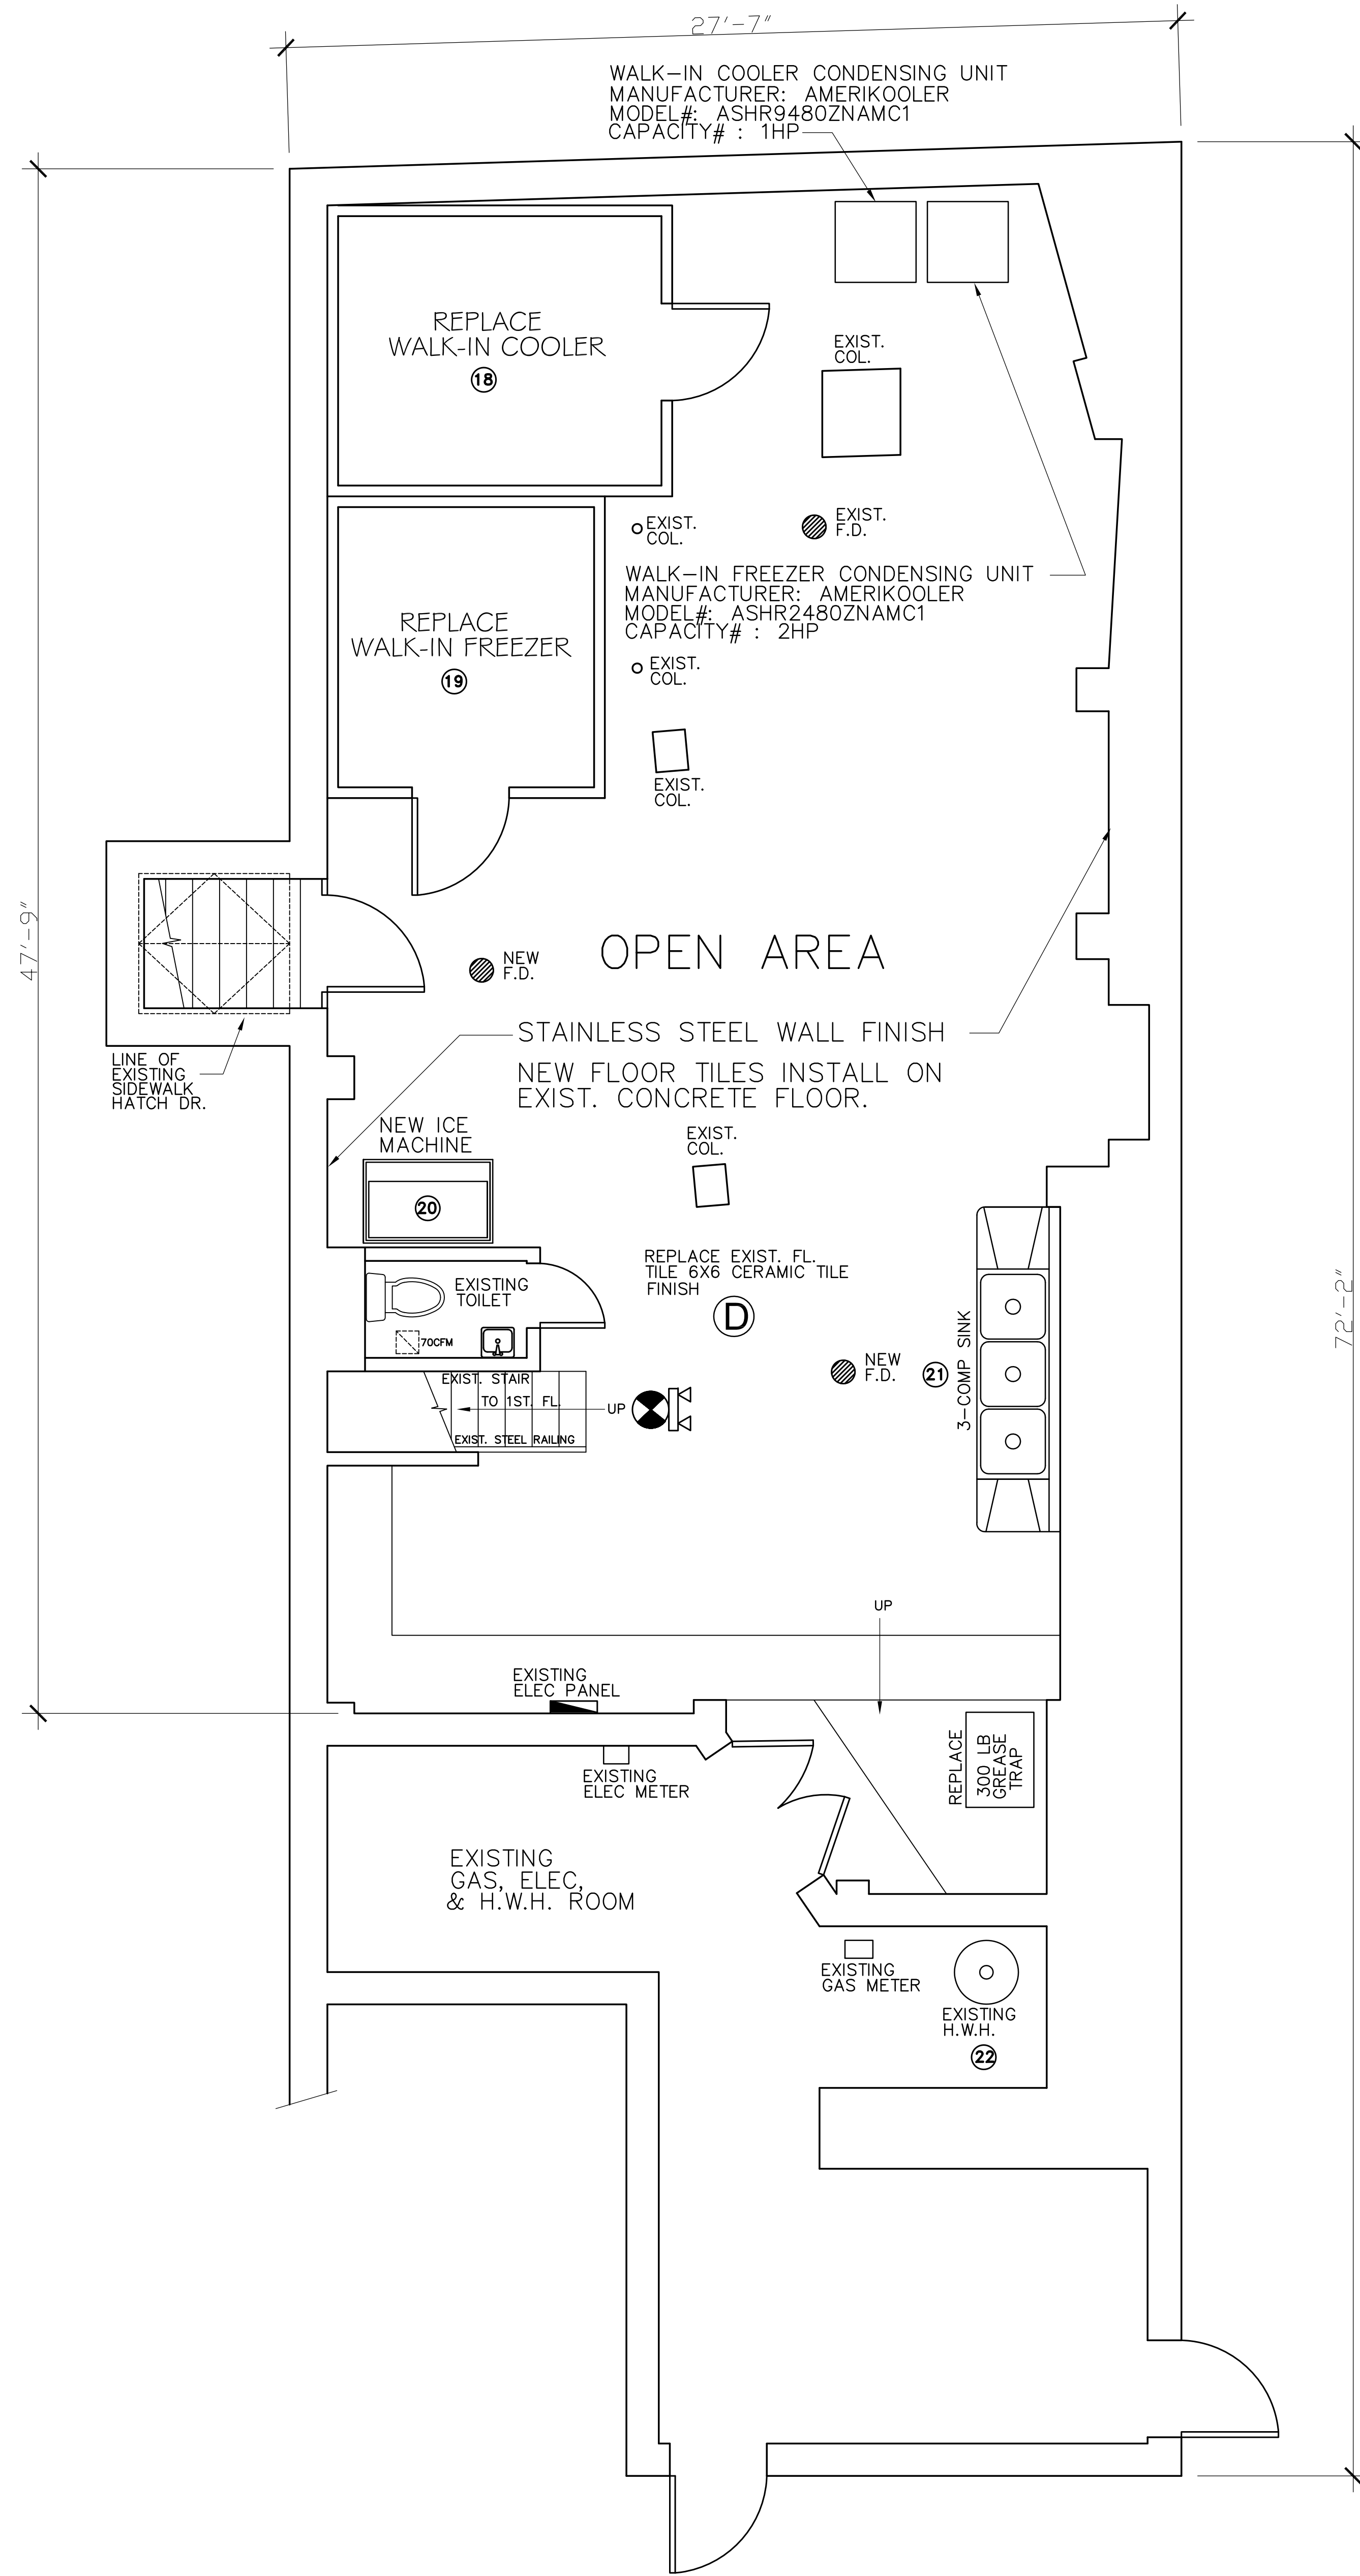 27'-7"
WALK-IN COOLER CONDENSING UNIT
MANUFACTURER: AMERIKOOLER
MODEL#: ASHR9480ZNAMC1
CAPACITY# : 1HP
REPLACE
WALK-IN COOLER
18
EXIST.
COL.
EXIST.
COL.
EXIST.
F.D.
WALK-IN FREEZER CONDENSING UNIT
MANUFACTURER: AMERIKOOLER
MODEL#: ASHR2480ZNAMC1
CAPACITY# : 2HP
REPLACE
WALK-IN FREEZER
19
EXIST.
COL.
EXIST.
COL.
47'-9"
NEW
F.D.
OPEN AREA
STAINLESS STEEL WALL FINISH
NEW FLOOR TILES INSTALL ON
EXIST. CONCRETE FLOOR.
LINE OF
EXISTING
SIDEWALK
HATCH DR.
NEW ICE
MACHINE
20
EXIST.
COL.
REPLACE EXIST. FL.
TILE 6X6 CERAMIC TILE
FINISH
D
EXISTING
TOILET
70CFM
72'-2"
3-COMP SINK
21
NEW
F.D.
EXIST. STAIR
TO 1ST. FL.
UP
EXIST. STEEL RAILING
UP
EXISTING
ELEC PANEL
EXISTING
ELEC METER
REPLACE
300 LB
GREASE
TRAP
EXISTING
GAS, ELEC,
& H.W.H. ROOM
EXISTING
GAS METER
EXISTING
H.W.H.
22